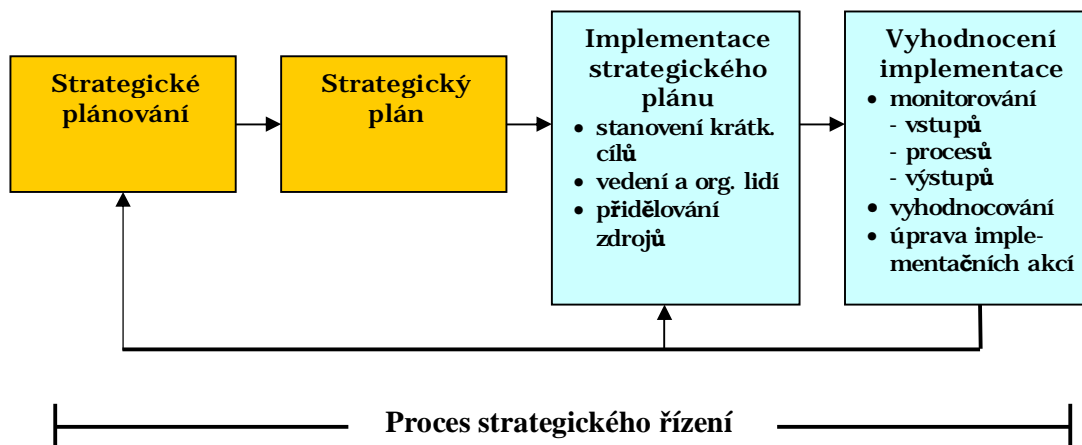 Strategické
plánování
Strategický
plán
Implementace
strategického
plánu
• stanovení krátk.
cílů
• vedení a org. lidí
• přidělování
zdrojů
Vyhodnocení
implementace
• monitorování
- vstupů
- procesů
- výstupů
• vyhodnocování
• úprava imple-
mentačních akcí
Proces strategického řízení